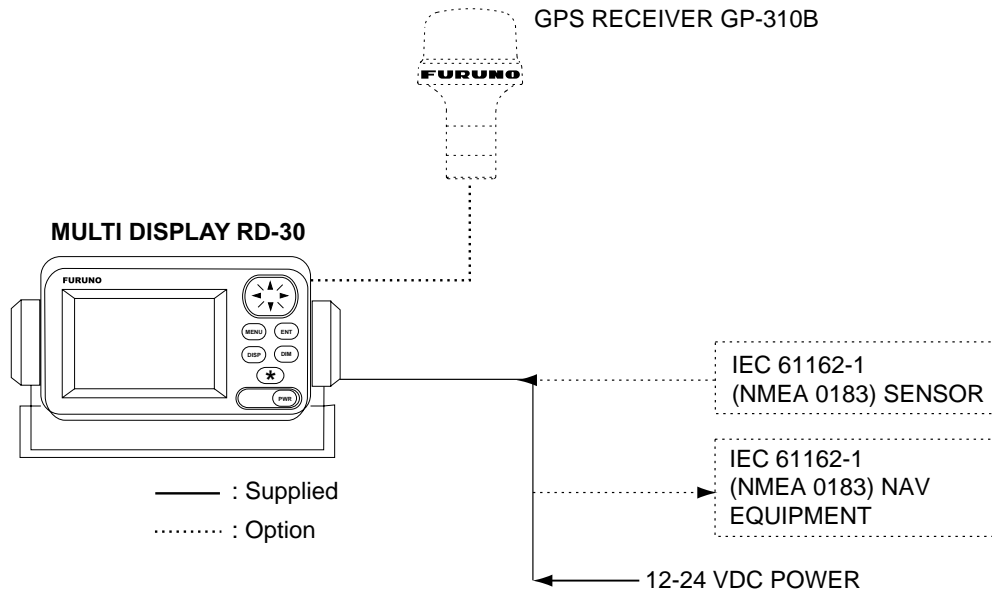 GPS RECEIVER GP-310B
FURUNO
MULTI DISPLAY RD-30
FURUNO
MENU
ENT
DISP
DIM
*
PWR
IEC 61162-1
(NMEA 0183) SENSOR
IEC 61162-1
(NMEA 0183) NAV
EQUIPMENT
: Supplied
: Option
12-24 VDC POWER